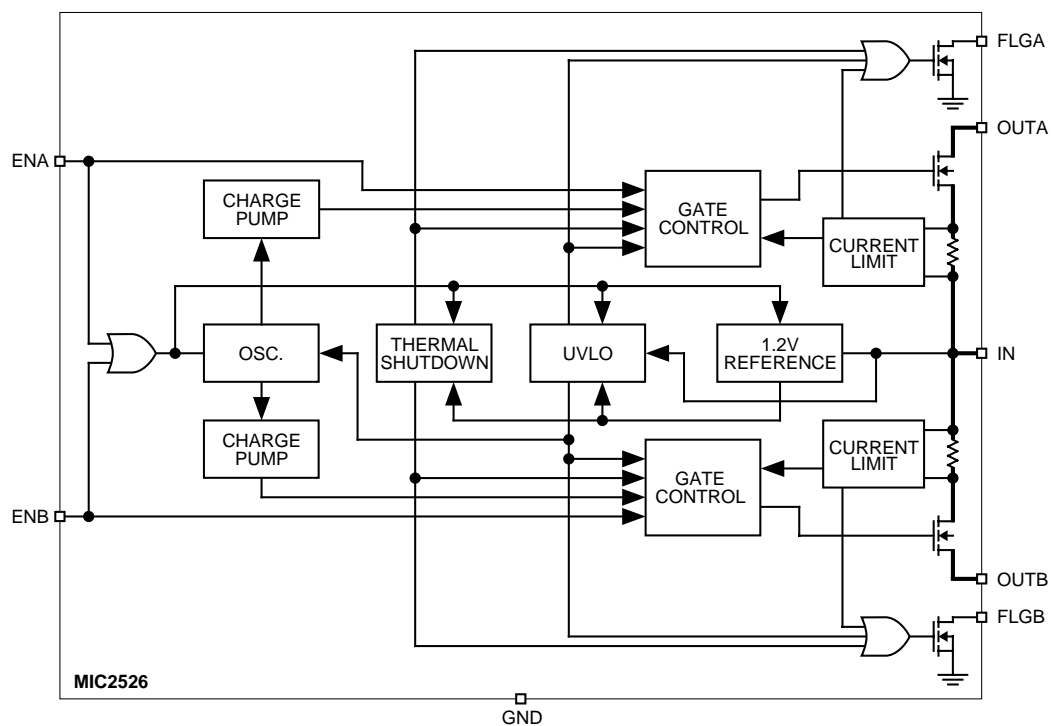 FLGA
OUTA
ENA
CHARGE
PUMP
GATE
CONTROL
CURRENT
LIMIT
OSC.
THERMAL
SHUTDOWN
UVLO
1.2V
REFERENCE
IN
CHARGE
PUMP
GATE
CONTROL
CURRENT
LIMIT
ENB
OUTB
FLGB
MIC2526
GND